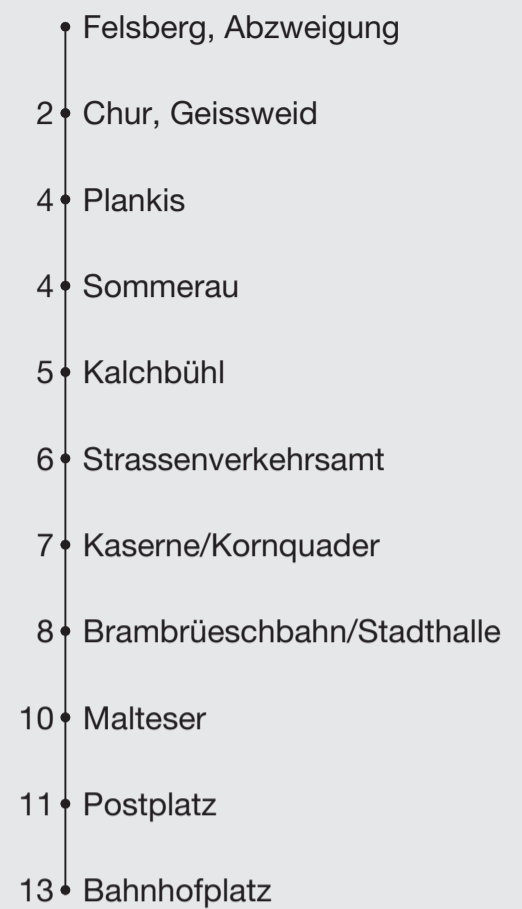 Felsberg, Abzweigung
2 Chur, Geissweid
4 Plankis
4 Sommerau
5 Kalchbühl
6 Strassenverkehrsamt
7 Kaserne/Kornquader
8 Brambrüeschbahn/Stadthalle
10 Malteser
11 Postplatz
13 Bahnhofplatz